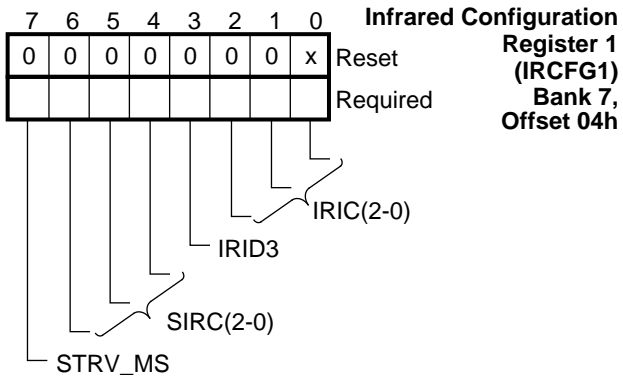 7 6 5 4 3 2 1 0
Infrared Configuration
Register 1
(IRCFG1)
Bank 7,
Offset 04h
0 0 0 0 0 0 0 x Reset
Required
IRIC(2-0)
IRID3
SIRC(2-0)
STRV_MS